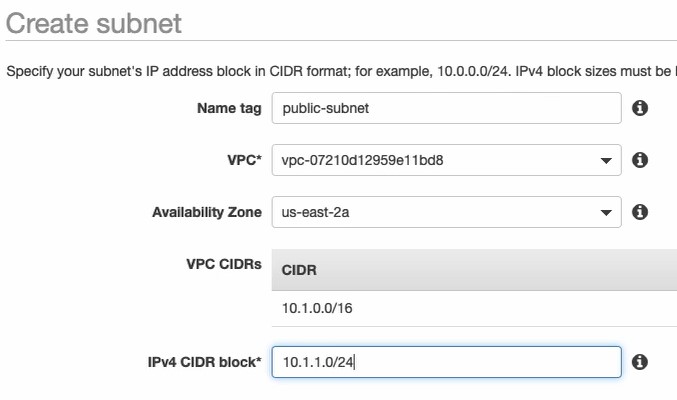 Create subnet
Specify your subnet's IP address block in CIDR format; for example, 10.0.0.0/24. IPv4 block sizes must be
Name tag public-subnet
VPC* vpc-07210d12959e11bd8
Availability Zone us-east-2a
VPC CIDRs CIDR
10.1.0.0/16
IPv4 CIDR block* 10.1.1.0/24